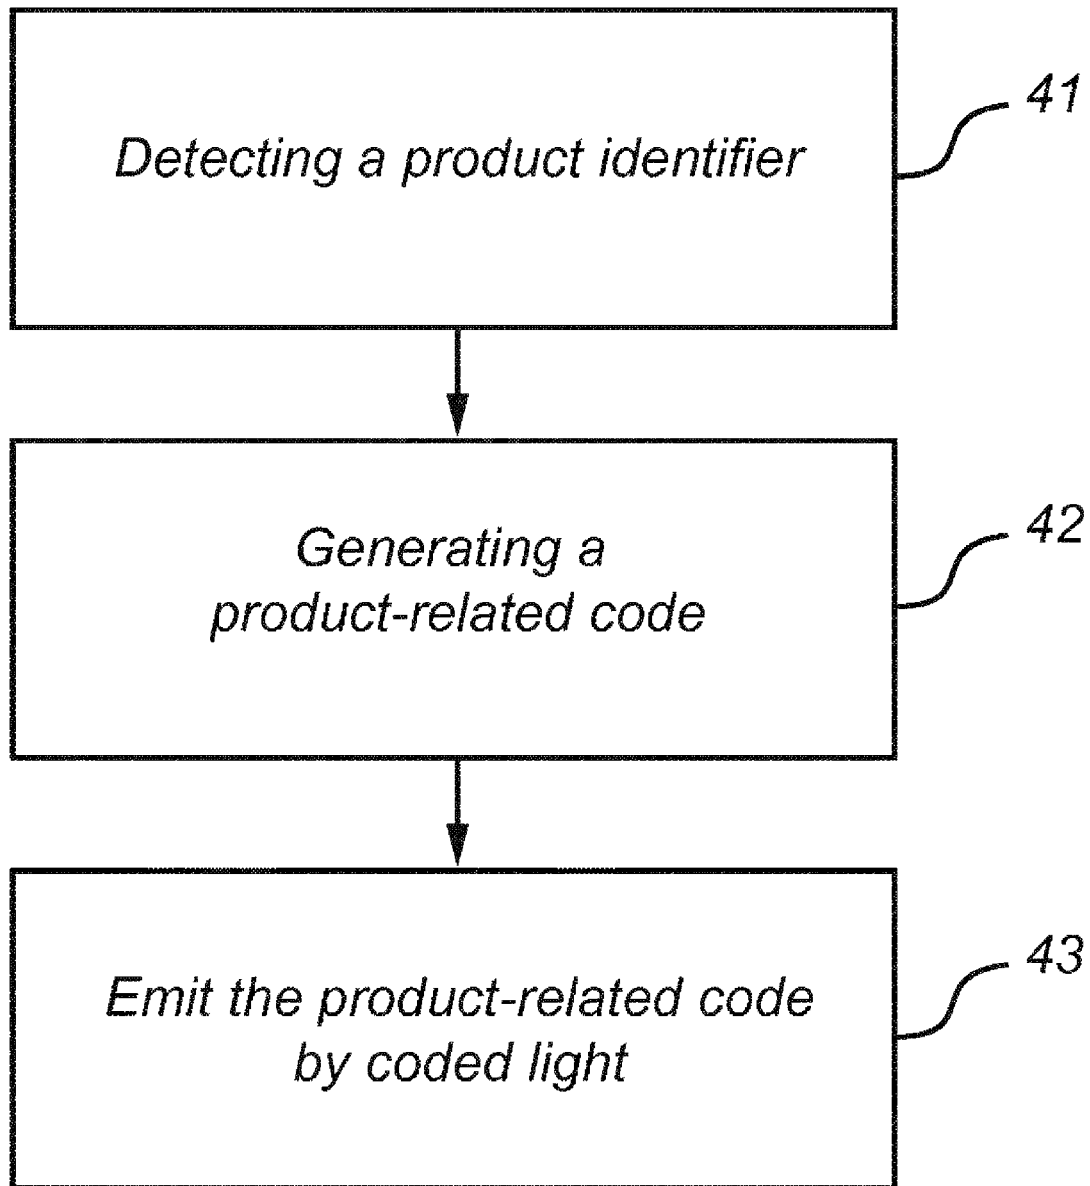 Detecting a product identifier
41
Generating a
product-related code
42
Emit the product-related code
by coded light
43